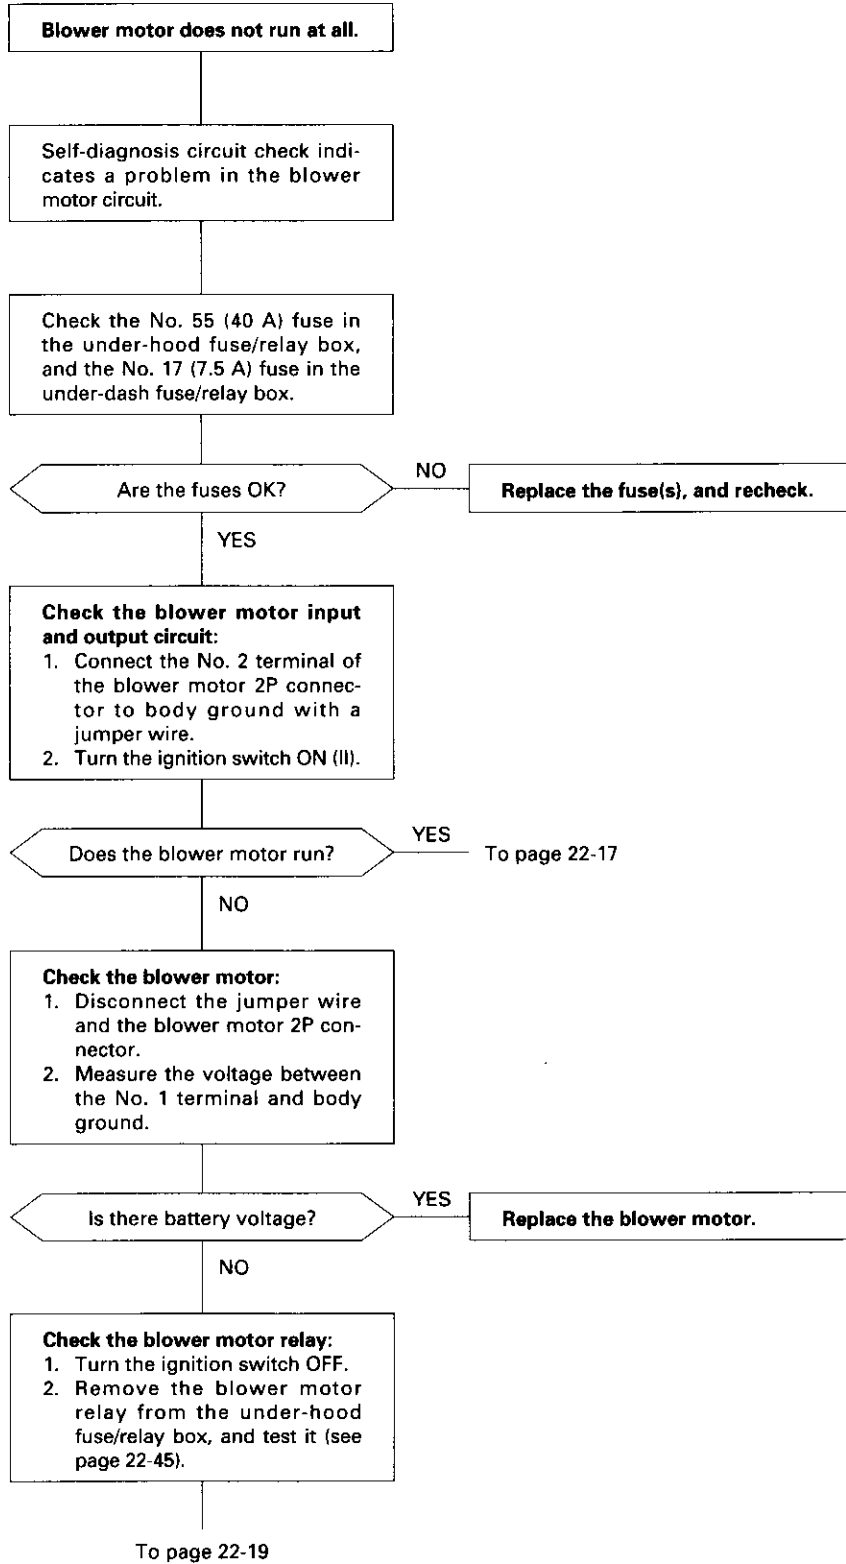 Blower motor does not run at all.
Self-diagnosis circuit check indi-
cates a problem in the blower
motor circuit.
Check the No. 55 (40 A) fuse in
the under-hood fuse/relay box,
and the No. 17 (7.5 A) fuse in the
under-dash fuse/relay box.
Are the fuses OK?
NO
Replace the fuse(s), and recheck.
YES
Check the blower motor input
and output circuit:
1. Connect the No. 2 terminal of
the blower motor 2P connec-
tor to body ground with a
jumper wire.
2. Turn the ignition switch ON (II).
Does the blower motor run?
YES
To page 22-17
NO
Check the blower motor:
1. Disconnect the jumper wire
and the blower motor 2P con-
nector.
2. Measure the voltage between
the No. 1 terminal and body
ground.
Is there battery voltage?
YES
Replace the blower motor.
NO
Check the blower motor relay:
1. Turn the ignition switch OFF.
2. Remove the blower motor
relay from the under-hood
fuse/relay box, and test it (see
page 22-45).
To page 22-19